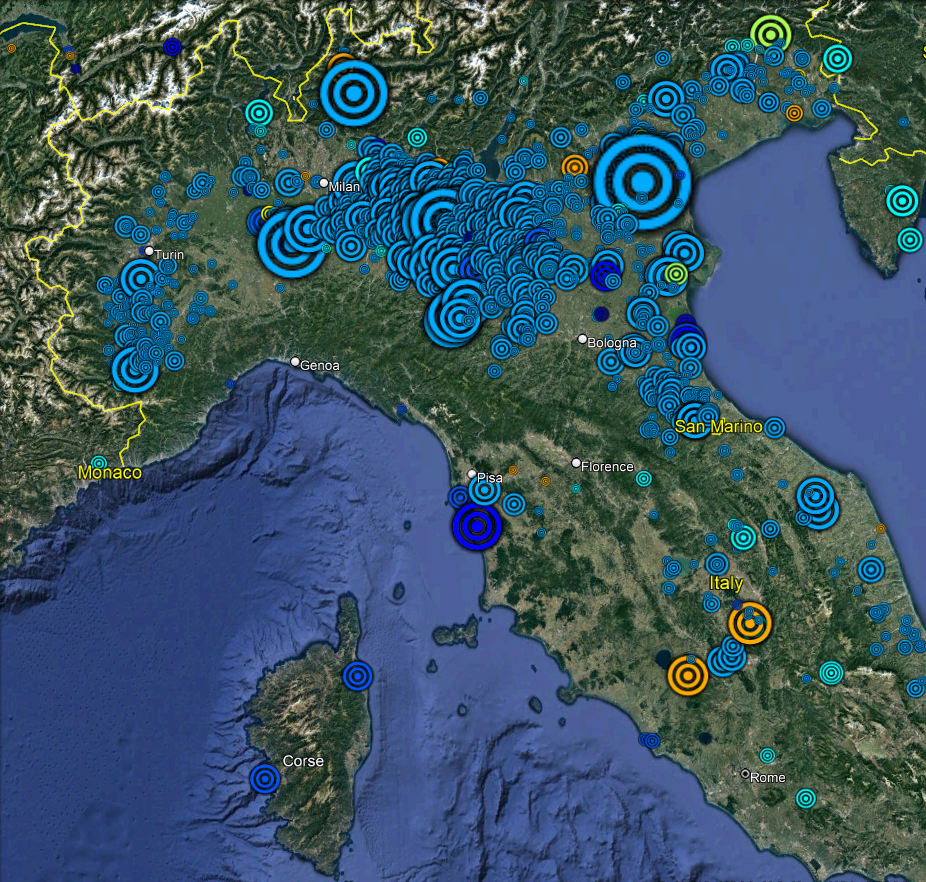 Milan
Turin
Genoa
Bologna
San Marino
Monaco
Florence
Pisa
Italy
Corse
Rome